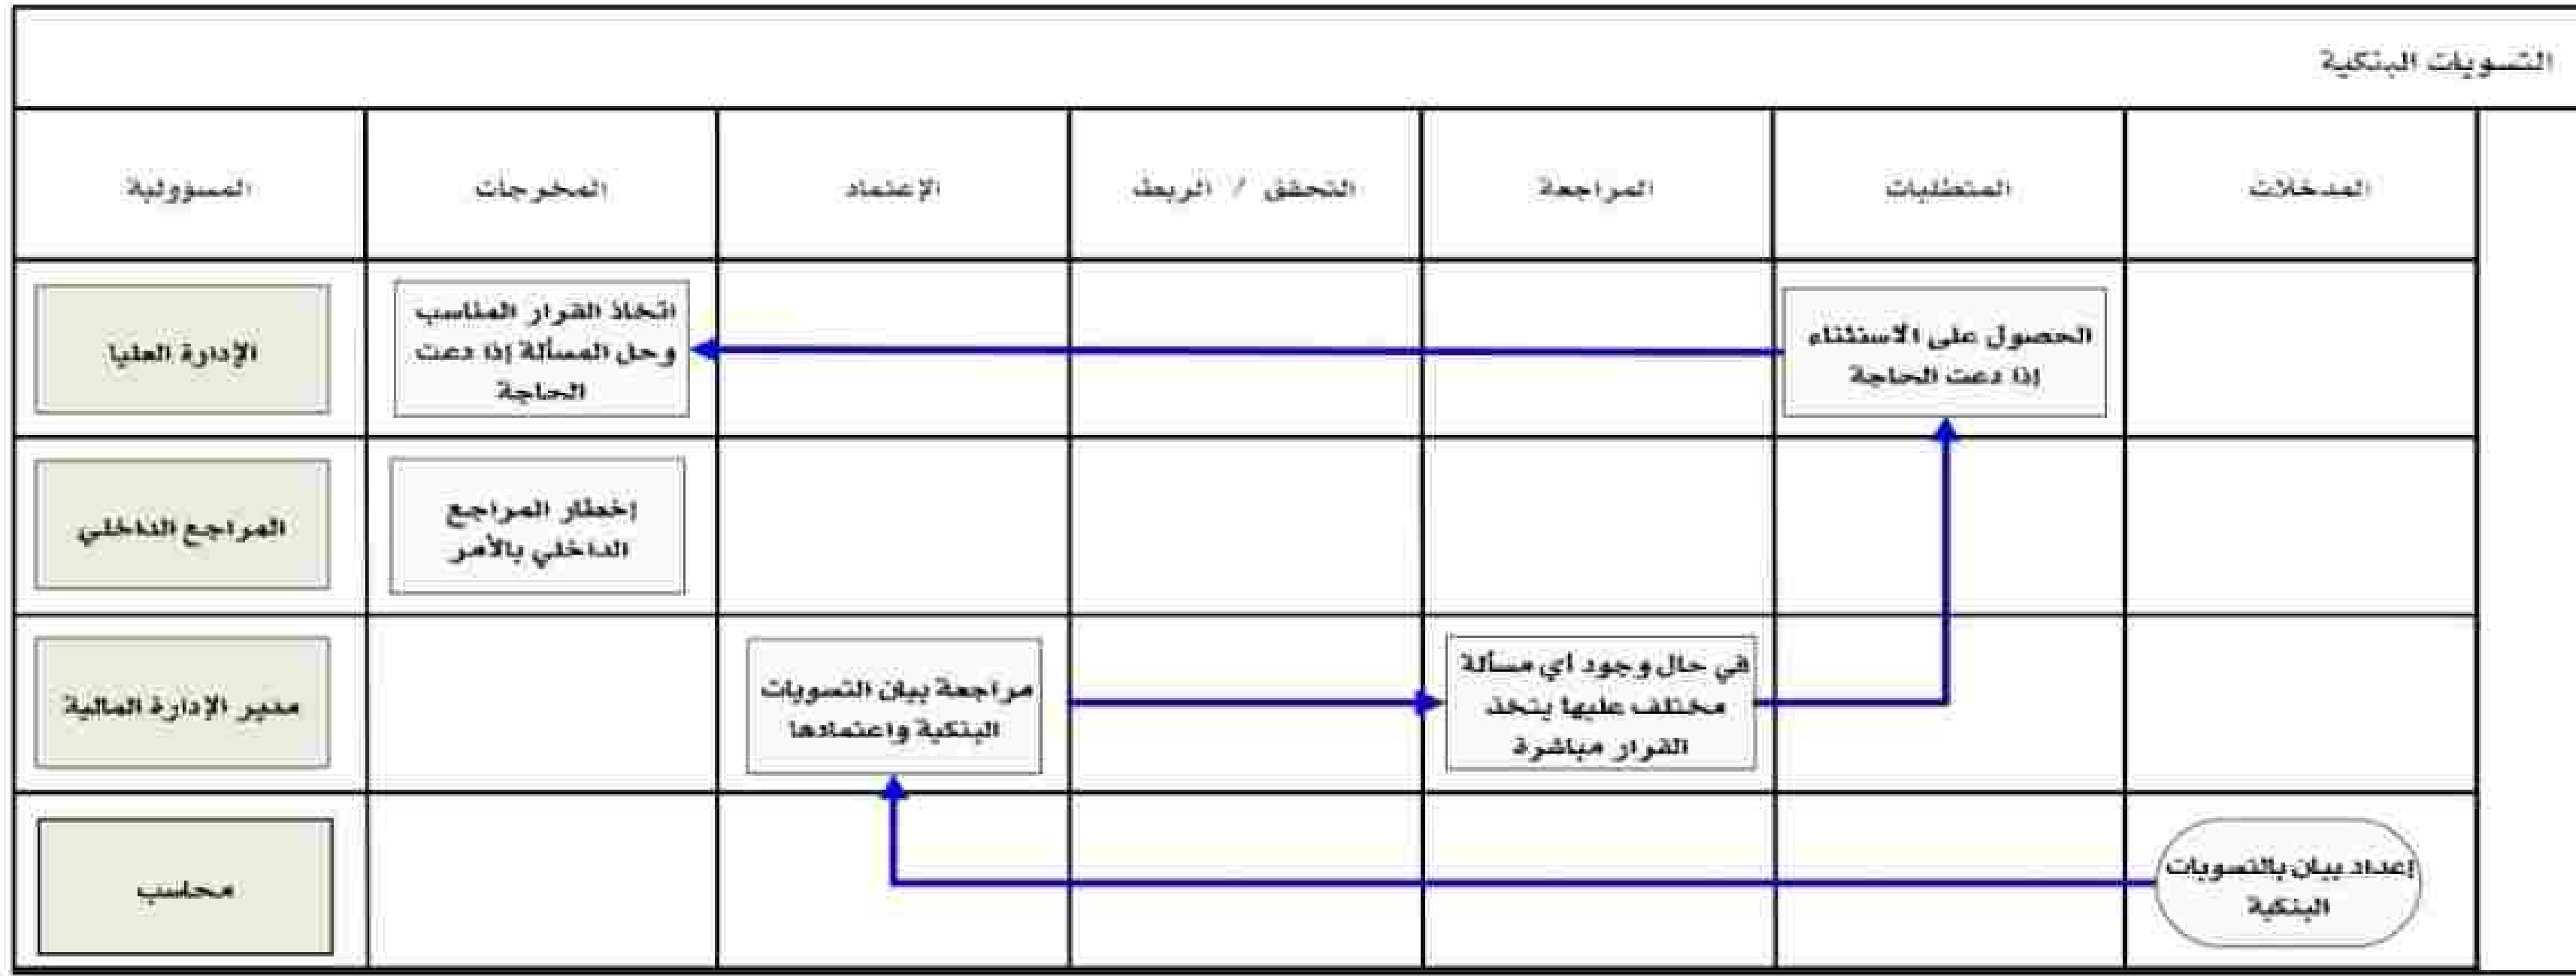 التسويات البنكية
المدخلات
المتطلبات
المراجعة
التحقق / الربط
الإعتماد
المخرجات
المسؤولية
الحصول على الاستثناء
إذا دعت الحاجة
اتخاذ القرار المناسب
وحل المسألة إذا دعت
الحاجة
الإدارة العليا
إخطار المراجع
الداخلي بالأمر
المراجع الداخلي
في حال وجود أي مسألة
مختلف عليها يتخذ
القرار مباشرة
مراجعة بيان التسويات
البنكية واعتمادها
مدير الإدارة المالية
إعداد بيان بالتسويات
البنكية
محاسب